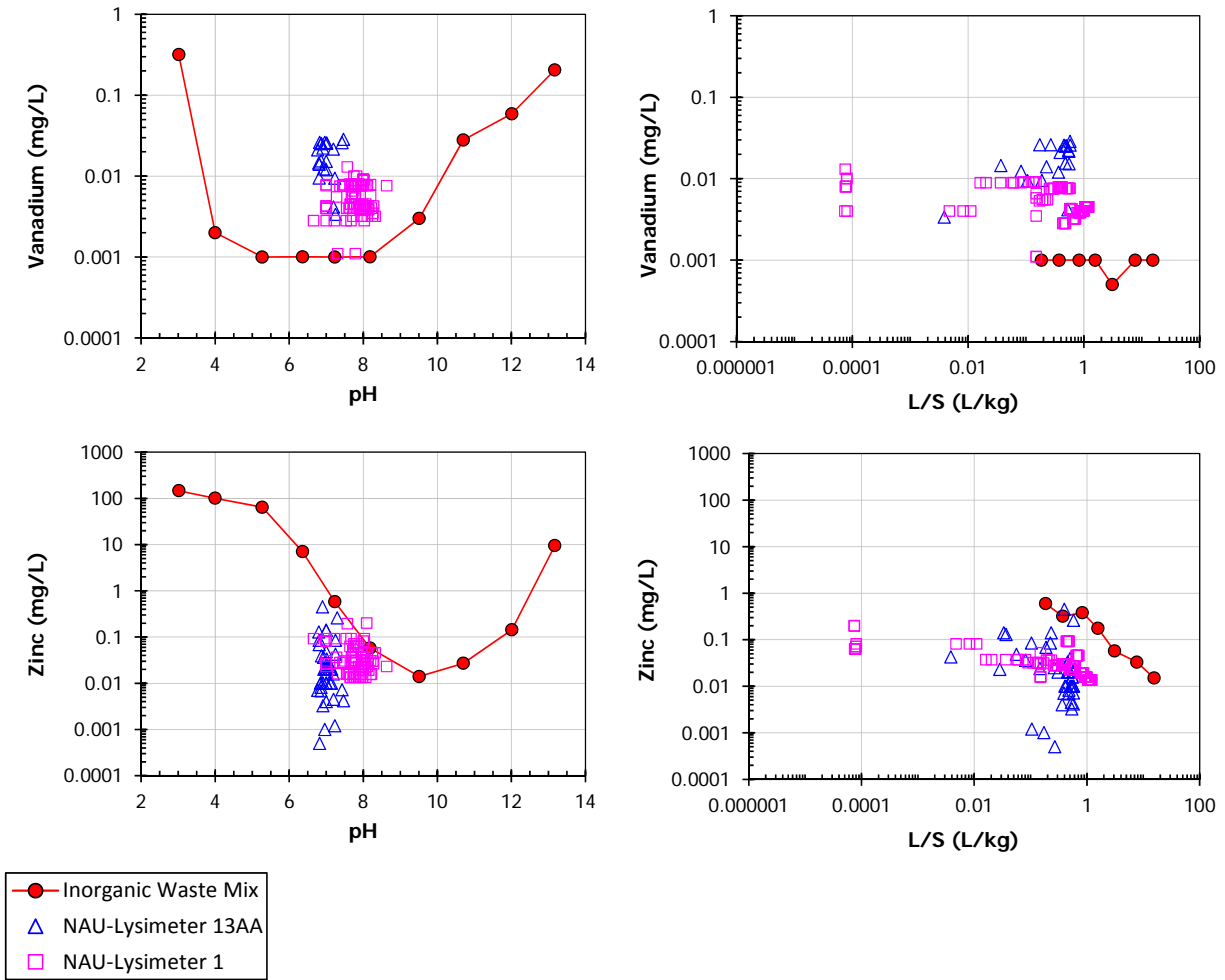 1
0.1
0.01
0.001
0.0001
Vanadium (mg/L)
2 4 6 8 10 12 14
pH
1
0.1
0.01
0.001
0.0001
Vanadium (mg/L)
0.000001 0.0001 0.01 1 100
L/S (L/kg)
1000
100
10
1
0.1
0.01
0.001
0.0001
Zinc (mg/L)
2 4 6 8 10 12 14
pH
1000
100
10
1
0.1
0.01
0.001
0.0001
Zinc (mg/L)
0.000001 0.0001 0.01 1 100
L/S (L/kg)
Inorganic Waste Mix
NAU-Lysimeter 13AA
NAU-Lysimeter 1